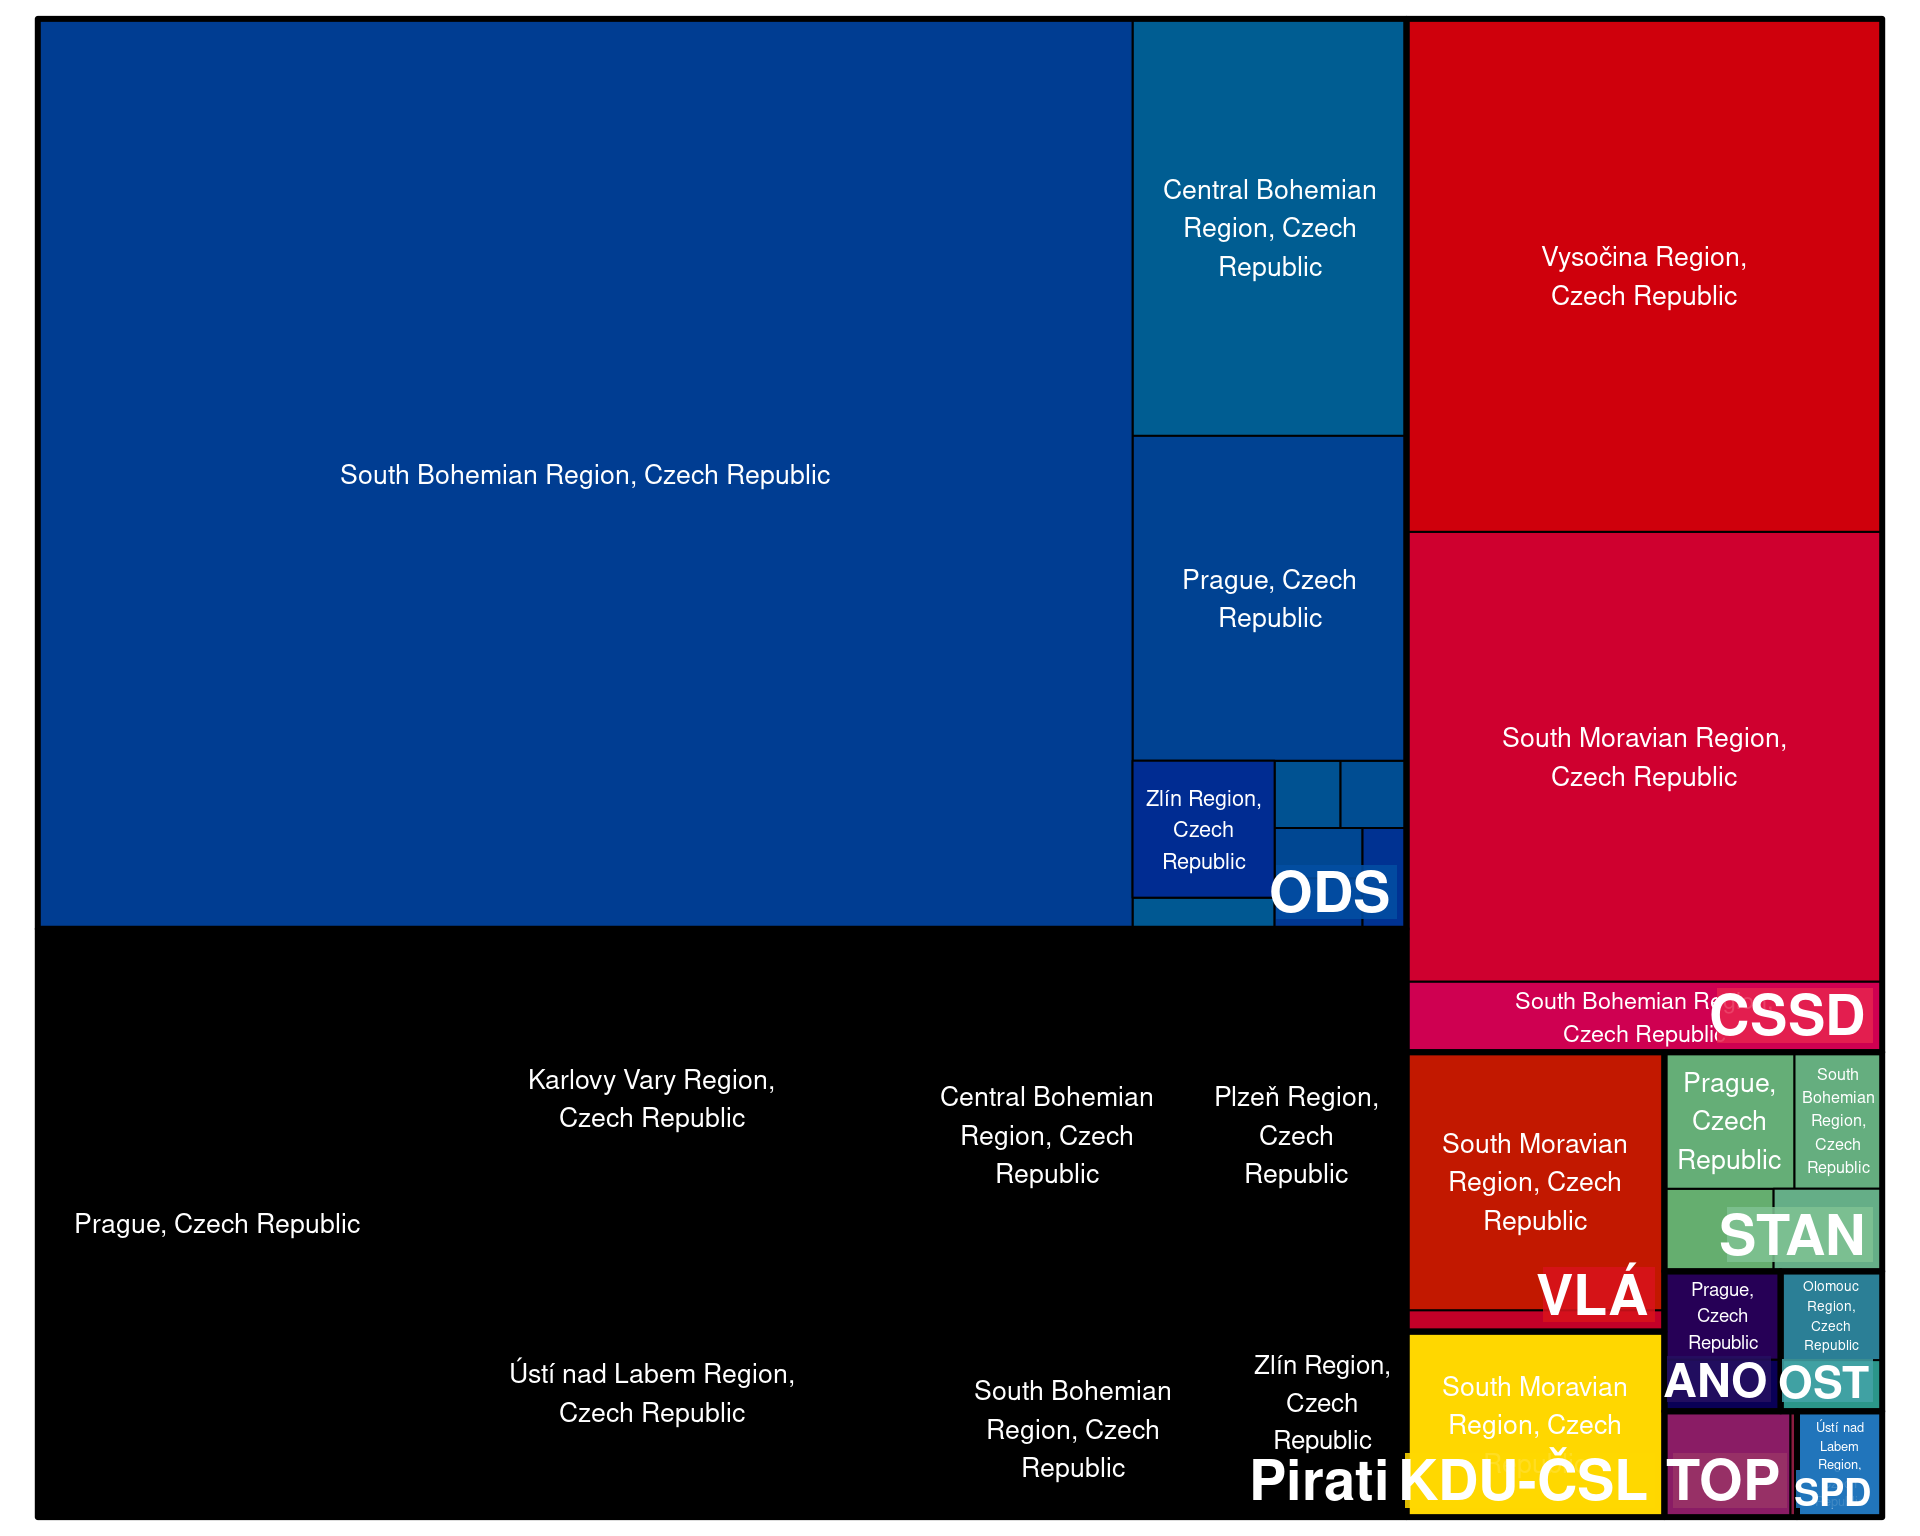 South Bohemian Region, Czech Republic
Central Bohemian
Region, Czech
Republic
Prague, Czech
Republic
Zlín Region,
Czech
Republic
ODS
Vysočina Region,
Czech Republic
South Moravian Region,
Czech Republic
South Bohemian Region,
Czech Republic
CSSD
Prague, Czech Republic
Karlovy Vary Region,
Czech Republic
Ústí nad Labem Region,
Czech Republic
Central Bohemian
Region, Czech
Republic
South Bohemian
Region, Czech
Republic
Plzeň Region,
Czech
Republic
Zlín Region,
Czech
Republic
Pirati
South Moravian
Region, Czech
Republic
VLÁ
South Moravian
Region, Czech
KDU-ČSL
Prague,
Czech
Republic
South
Bohemian
Region,
Czech
Republic
STAN
Prague,
Czech
Republic
ANO
Olomouc
Region,
Czech
Republic
OST
TOP
Ústí nad
Labem
Region,
SPD